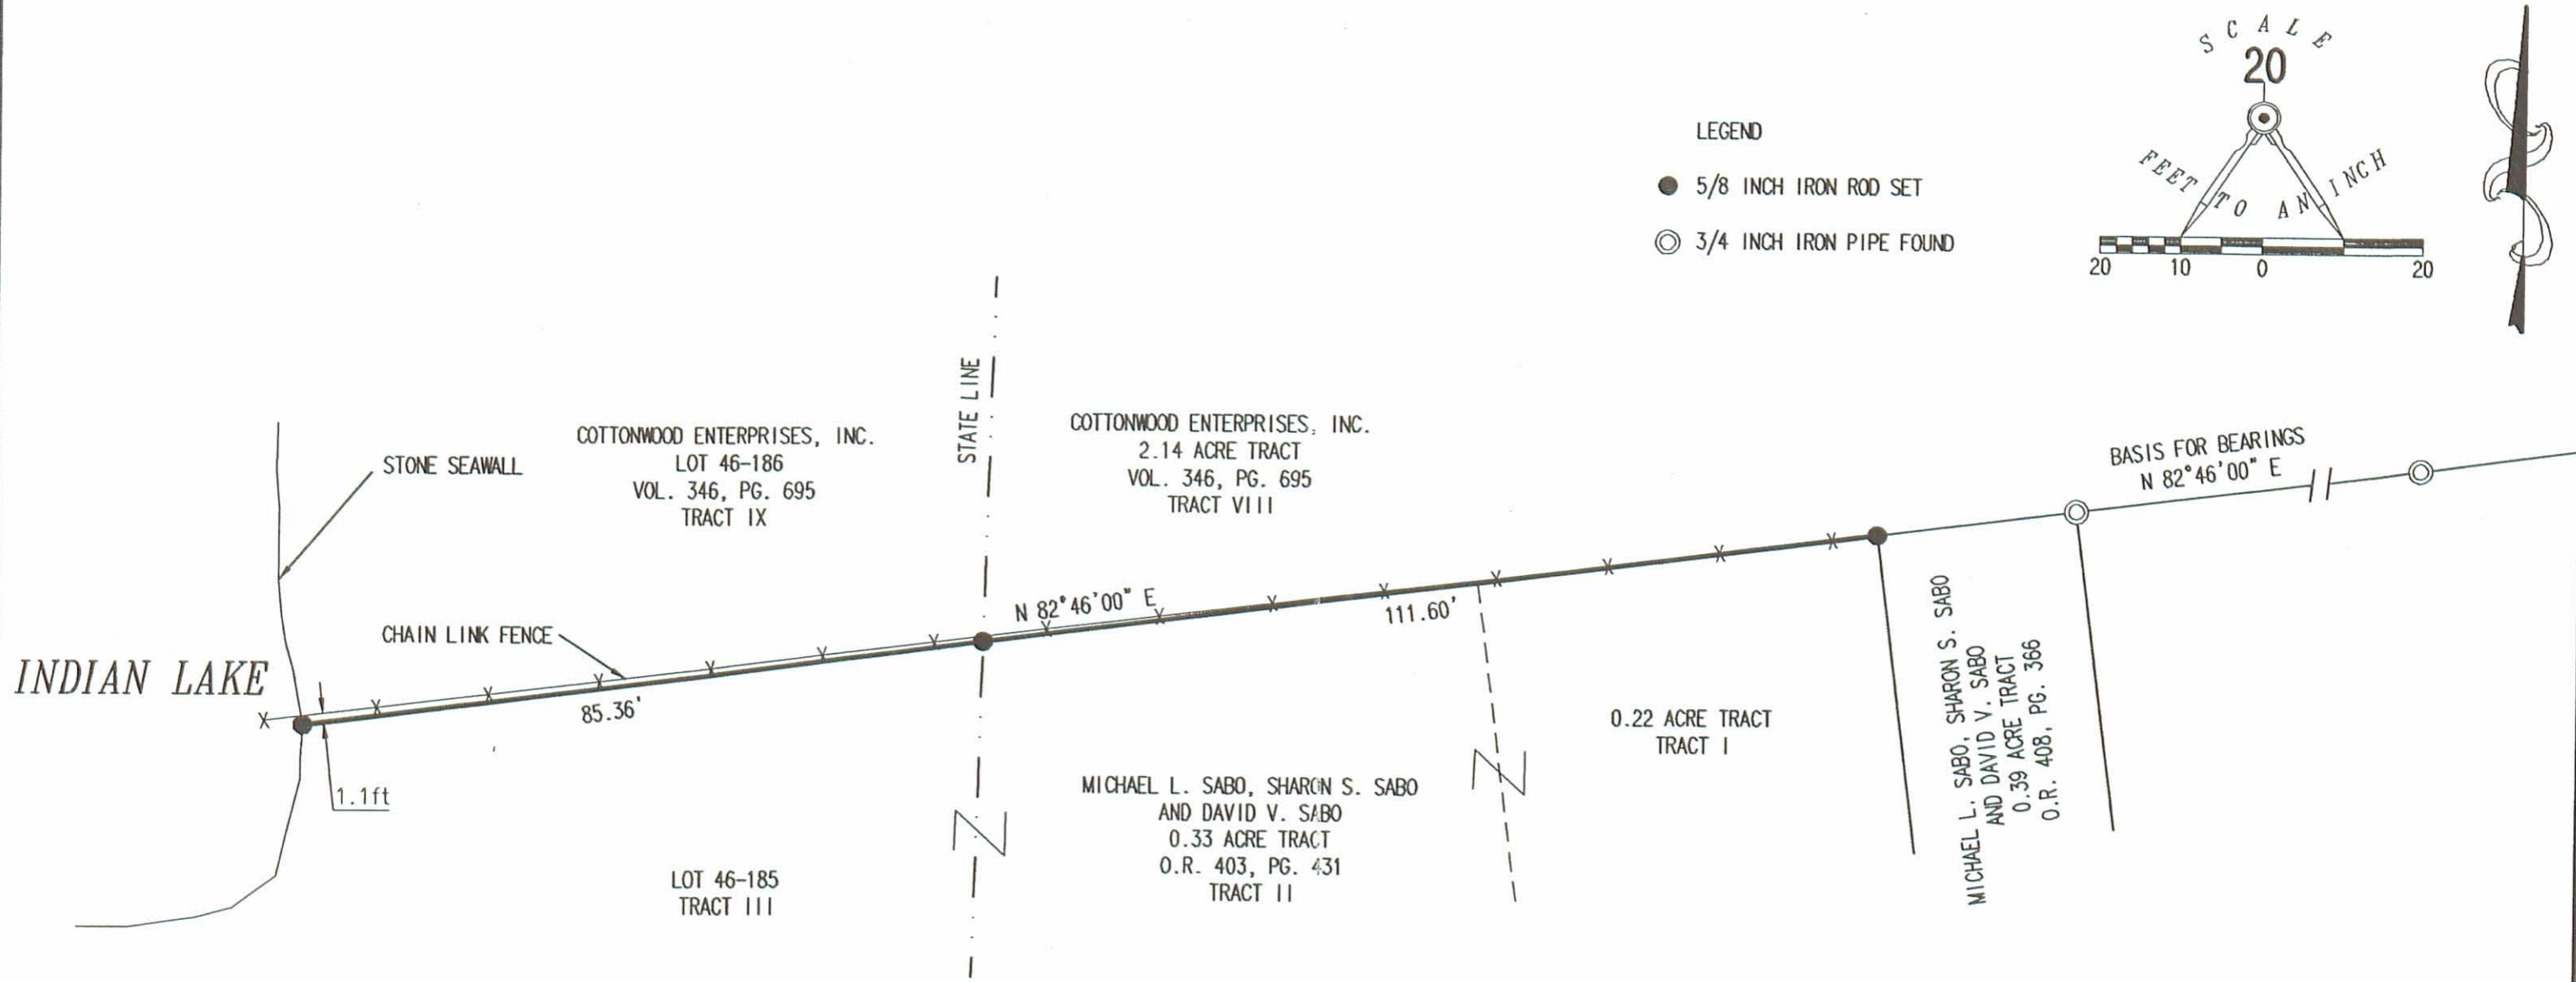 SCALE
20
FEET TO AN INCH
20 10 0 20
LEGEND
5/8 INCH IRON ROD SET
3/4 INCH IRON PIPE FOUND
STATE LINE
COTTONWOOD ENTERPRISES, INC.
LOT 46-186
VOL. 346, PG. 695
TRACT IX
COTTONWOOD ENTERPRISES, INC.
2.14 ACRE TRACT
VOL. 346, PG. 695
TRACT VIII
BASIS FOR BEARINGS
N 82°46'00" E
STONE SEAWALL
CHAIN LINK FENCE
INDIAN LAKE
N 82°46'00" E
85.36'
111.60'
1.1ft
LOT 46-185
TRACT III
MICHAEL L. SABO, SHARON S. SABO
AND DAVID V. SABO
0.33 ACRE TRACT
O.R. 403, PG. 431
TRACT II
0.22 ACRE TRACT
TRACT I
MICHAEL L. SABO, SHARON S. SABO
AND DAVID V. SABO
0.39 ACRE TRACT
O.R. 408, PG. 366